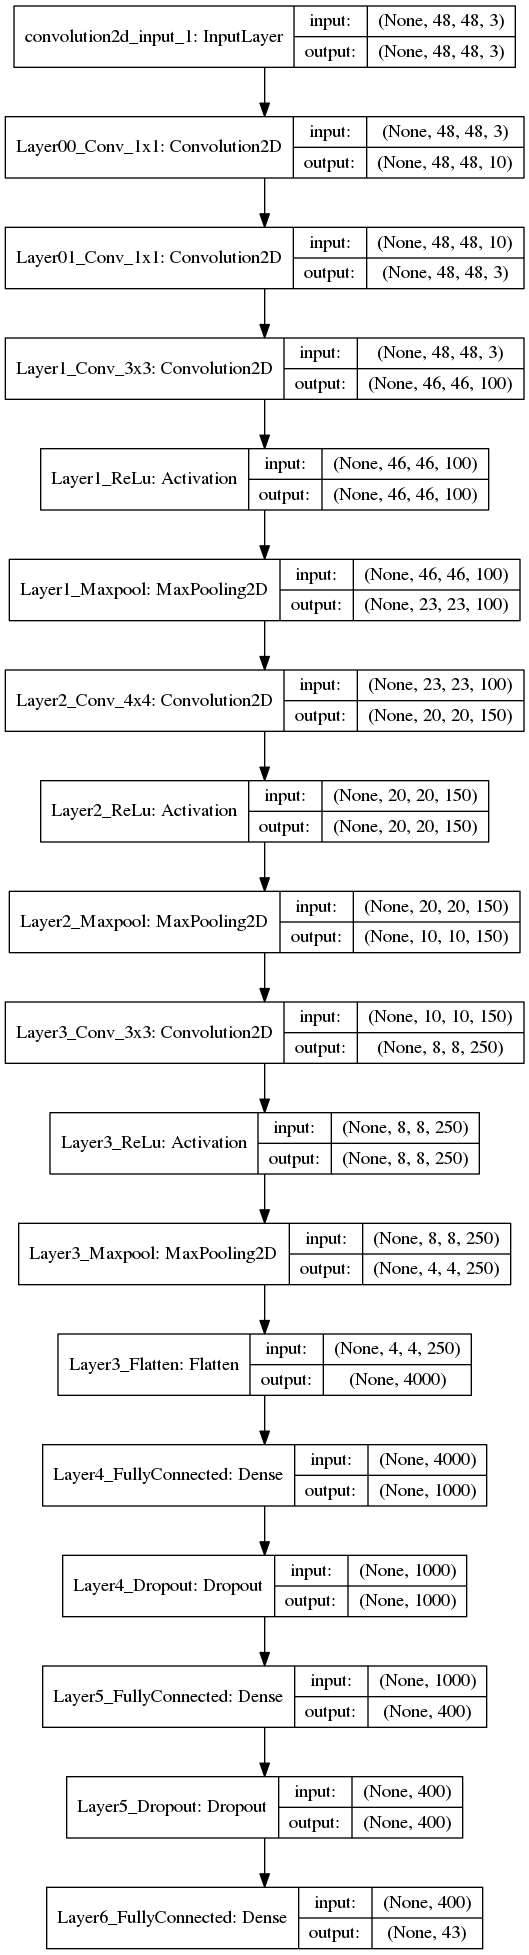 convolution2d_input_1: InputLayer
input: (None, 48, 48, 3)
output: (None, 48, 48, 3)
Layer00_Conv_1x1: Convolution2D
input: (None, 48, 48, 3)
output: (None, 48, 48, 10)
Layer01_Conv_1x1: Convolution2D
input: (None, 48, 48, 10)
output: (None, 48, 48, 3)
Layer1_Conv_3x3: Convolution2D
input: (None, 48, 48, 3)
output: (None, 46, 46, 100)
Layer1_ReLu: Activation
input: (None, 46, 46, 100)
output: (None, 46, 46, 100)
Layer1_Maxpool: MaxPooling2D
input: (None, 46, 46, 100)
output: (None, 23, 23, 100)
Layer2_Conv_4x4: Convolution2D
input: (None, 23, 23, 100)
output: (None, 20, 20, 150)
Layer2_ReLu: Activation
input: (None, 20, 20, 150)
output: (None, 20, 20, 150)
Layer2_Maxpool: MaxPooling2D
input: (None, 20, 20, 150)
output: (None, 10, 10, 150)
Layer3_Conv_3x3: Convolution2D
input: (None, 10, 10, 150)
output: (None, 8, 8, 250)
Layer3_ReLu: Activation
input: (None, 8, 8, 250)
output: (None, 8, 8, 250)
Layer3_Maxpool: MaxPooling2D
input: (None, 8, 8, 250)
output: (None, 4, 4, 250)
Layer3_Flatten: Flatten
input: (None, 4, 4, 250)
output: (None, 4000)
Layer4_FullyConnected: Dense
input: (None, 4000)
output: (None, 1000)
Layer4_Dropout: Dropout
input: (None, 1000)
output: (None, 1000)
Layer5_FullyConnected: Dense
input: (None, 1000)
output: (None, 400)
Layer5_Dropout: Dropout
input: (None, 400)
output: (None, 400)
Layer6_FullyConnected: Dense
input: (None, 400)
output: (None, 43)